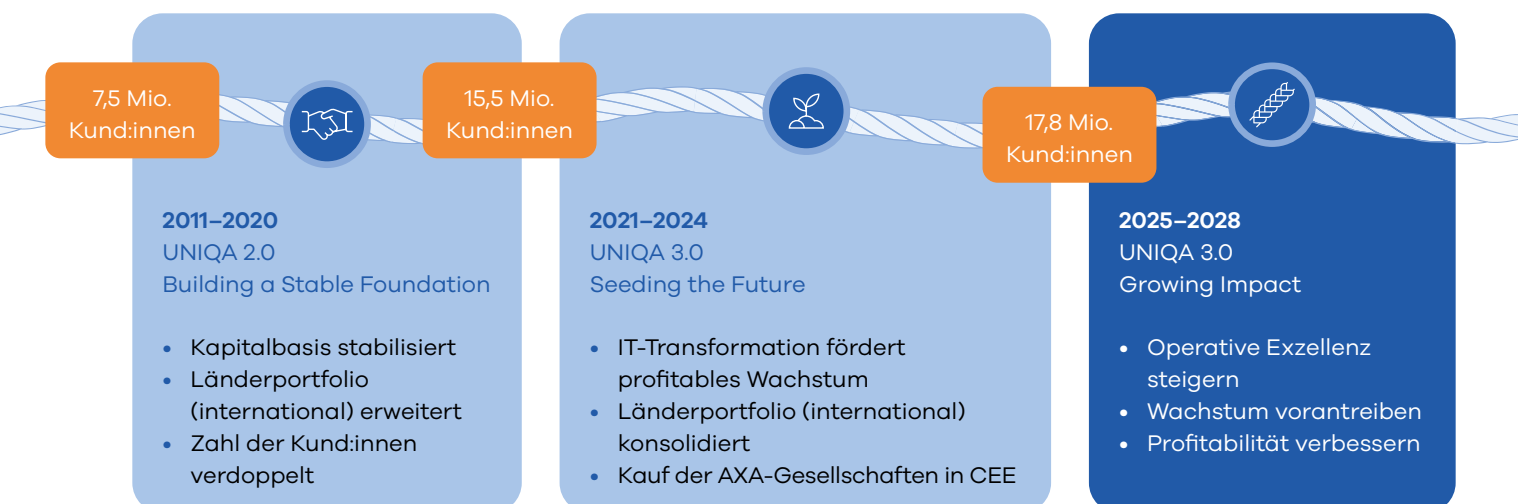 7,5 Mio.
Kund:innen
15,5 Mio.
Kund:innen
17,8 Mio.
Kund:innen
2011–2020
UNIQA 2.0
Building a Stable Foundation
• Kapitalbasis stabilisiert
• Länderportfolio
(international) erweitert
• Zahl der Kund:innen
verdoppelt
2021–2024
UNIQA 3.0
Seeding the Future
• IT-Transformation fördert
profitables Wachstum
• Länderportfolio (international)
konsolidiert
• Kauf der AXA-Gesellschaften in CEE
2025–2028
UNIQA 3.0
Growing Impact
• Operative Exzellenz
steigern
• Wachstum vorantreiben
• Profitabilität verbessern